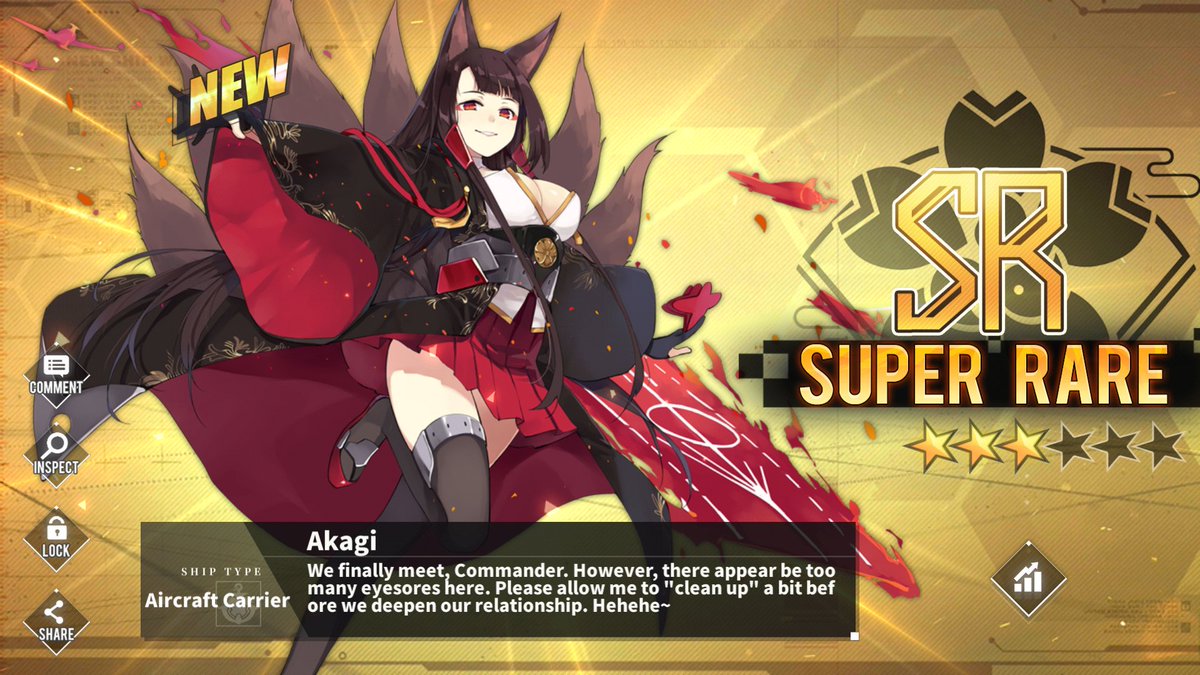 NEW
SR
SUPER RARE
COMMENT
INSPECT
LOCK
SHARE
SHIP TYPE
Aircraft Carrier
Akagi
We finally meet, Commander. However, there appear be too
many eyesores here. Please allow me to "clean up" a bit bef
ore we deepen our relationship. Hehehe~